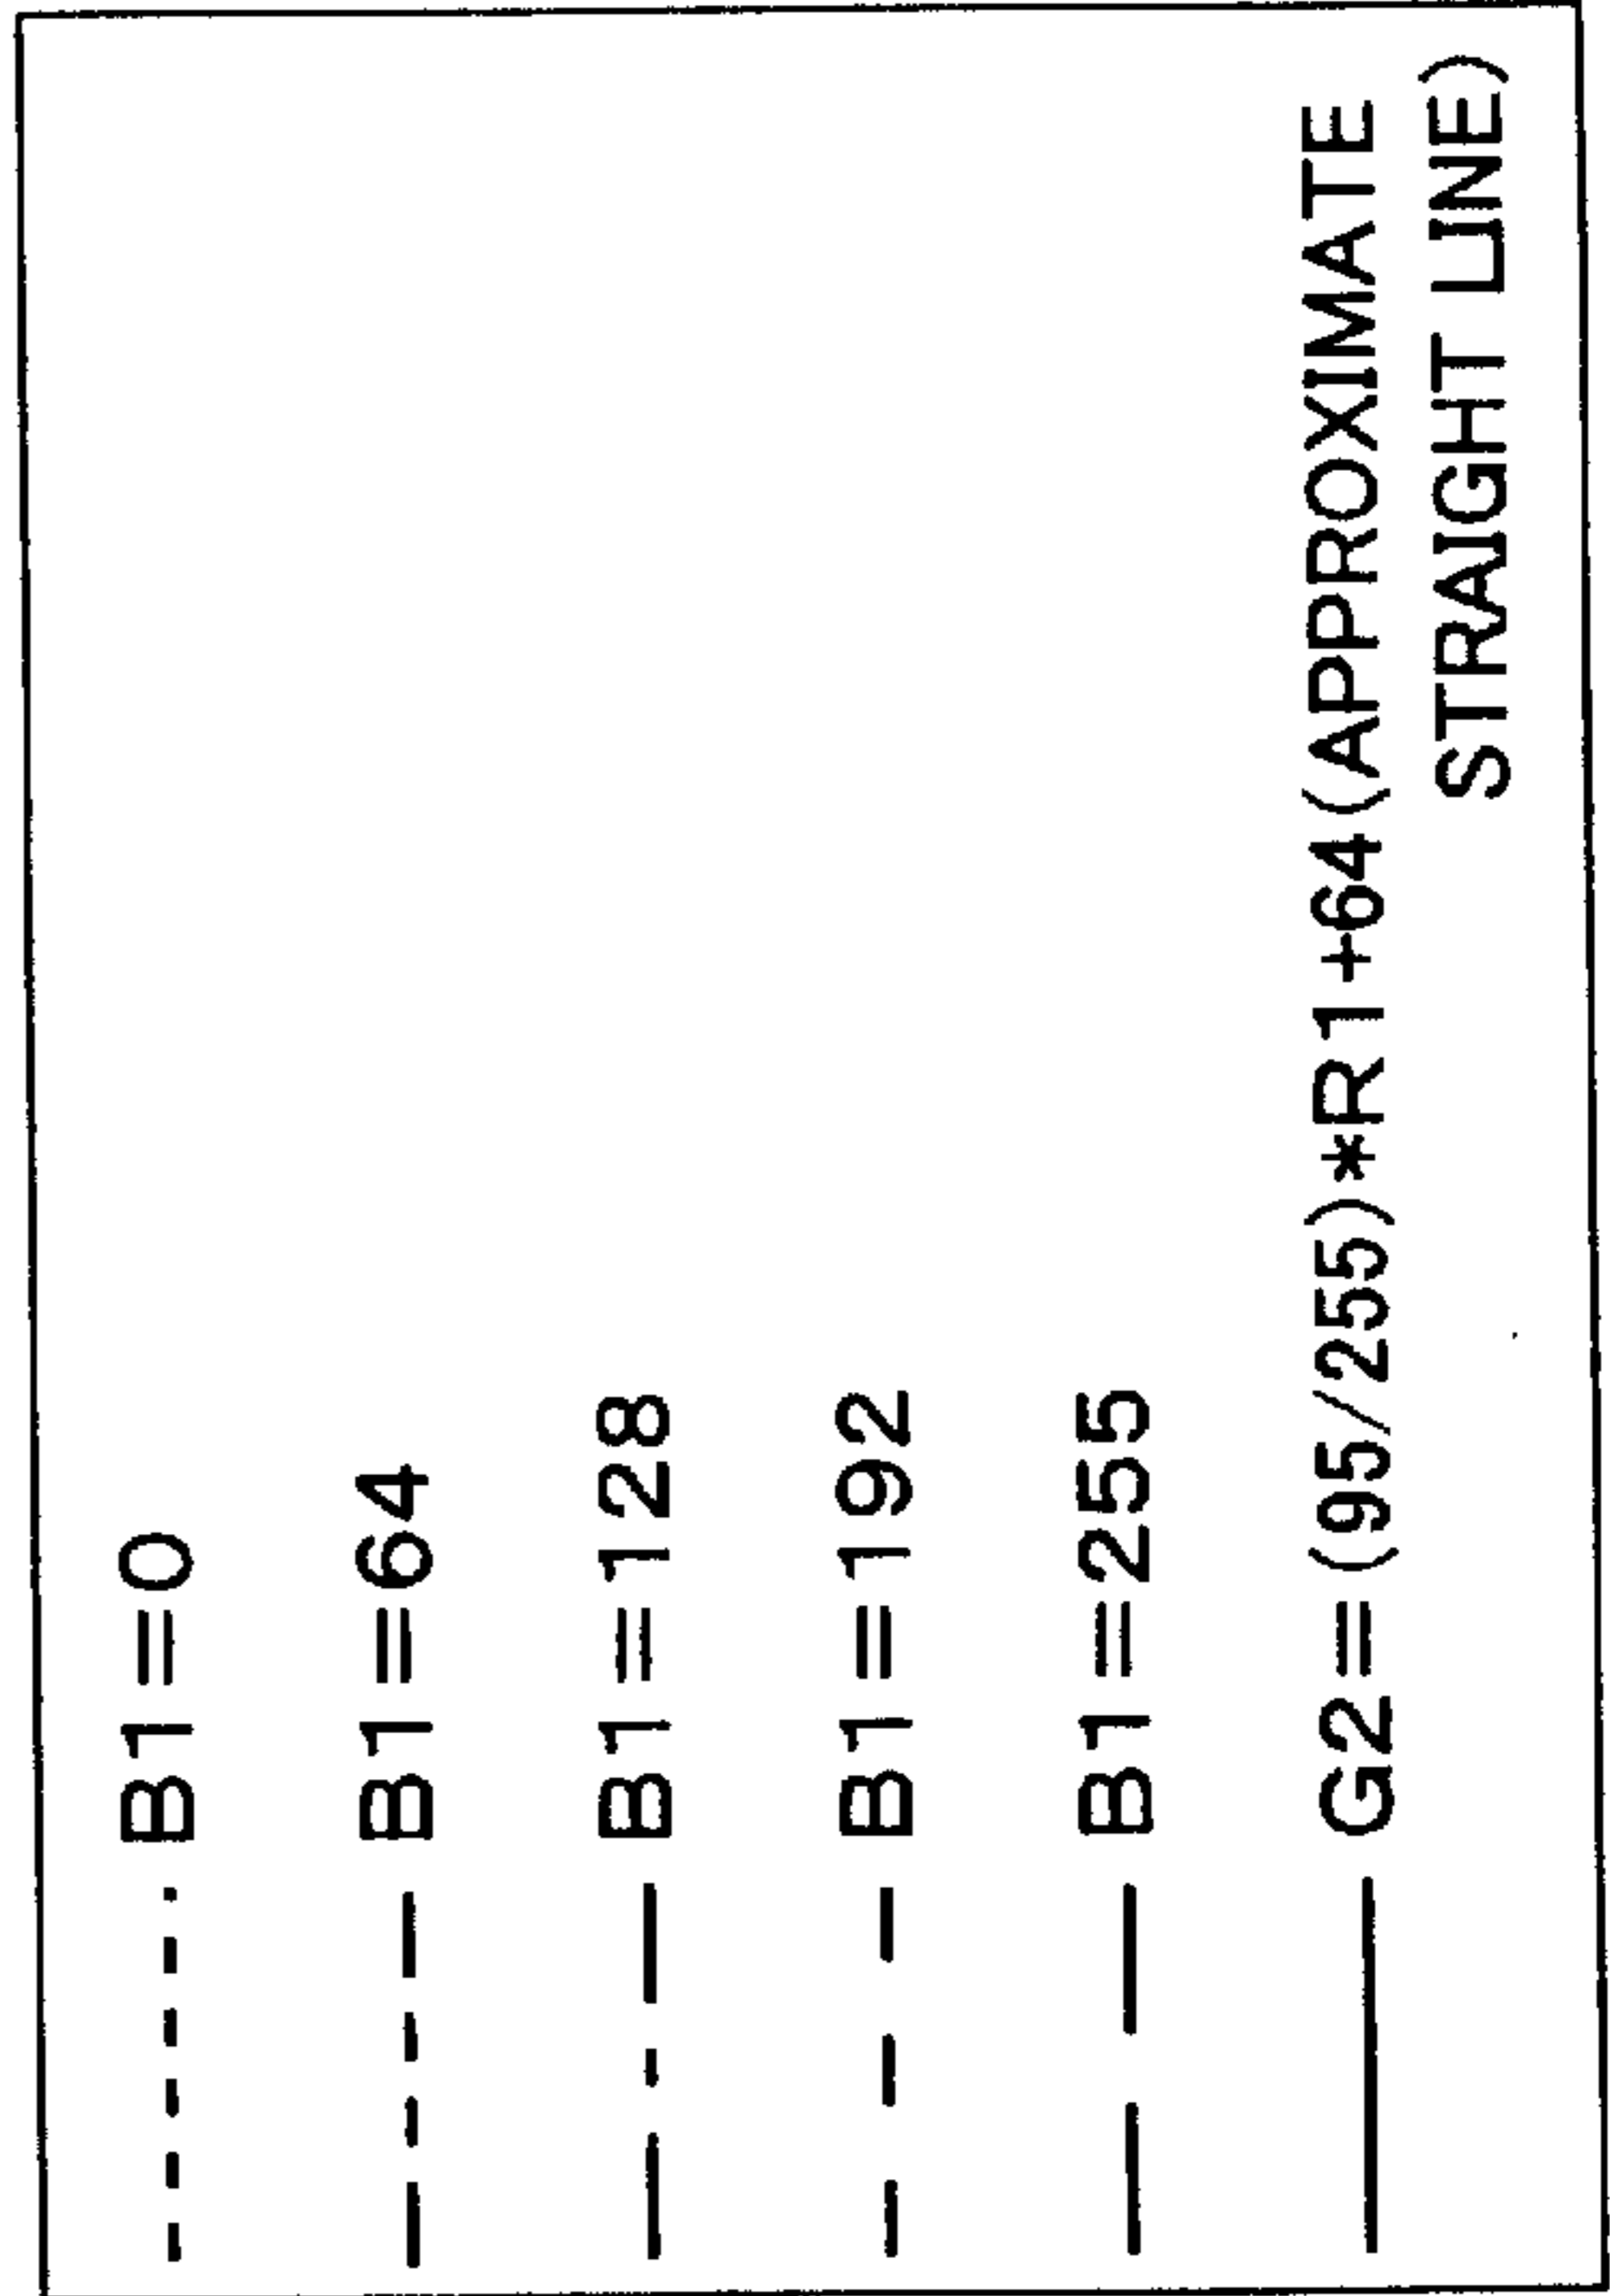 B1=0
B1=64
B1=128
B1=192
B1=255
G2=(95/255)*R1+64(APPROXIMATE
STRAIGHT LINE)